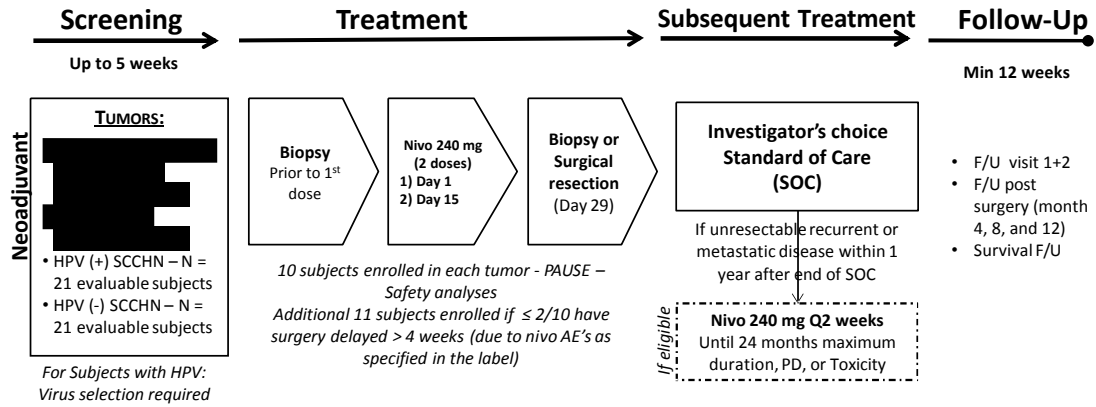 Screening
Up to 5 weeks
Treatment
Subsequent Treatment
Follow-Up
Min 12 weeks
Neoadjuvant
TUMORS:
• HPV (+) SCCHN – N =
21 evaluable subjects
• HPV (-) SCCHN – N =
21 evaluable subjects
For Subjects with HPV:
Virus selection required
Biopsy
Prior to 1st
dose
Nivo 240 mg
(2 doses)
1) Day 1
2) Day 15
Biopsy or
Surgical
resection
(Day 29)
10 subjects enrolled in each tumor - PAUSE –
Safety analyses
Additional 11 subjects enrolled if ≤ 2/10 have
surgery delayed > 4 weeks (due to nivo AE's as
specified in the label)
Investigator's choice
Standard of Care
(SOC)
If unresectable recurrent or
metastatic disease within 1
year after end of SOC
If eligible
Nivo 240 mg Q2 weeks
Until 24 months maximum
duration, PD, or Toxicity
• F/U visit 1+2
• F/U post
surgery (month
4, 8, and 12)
• Survival F/U